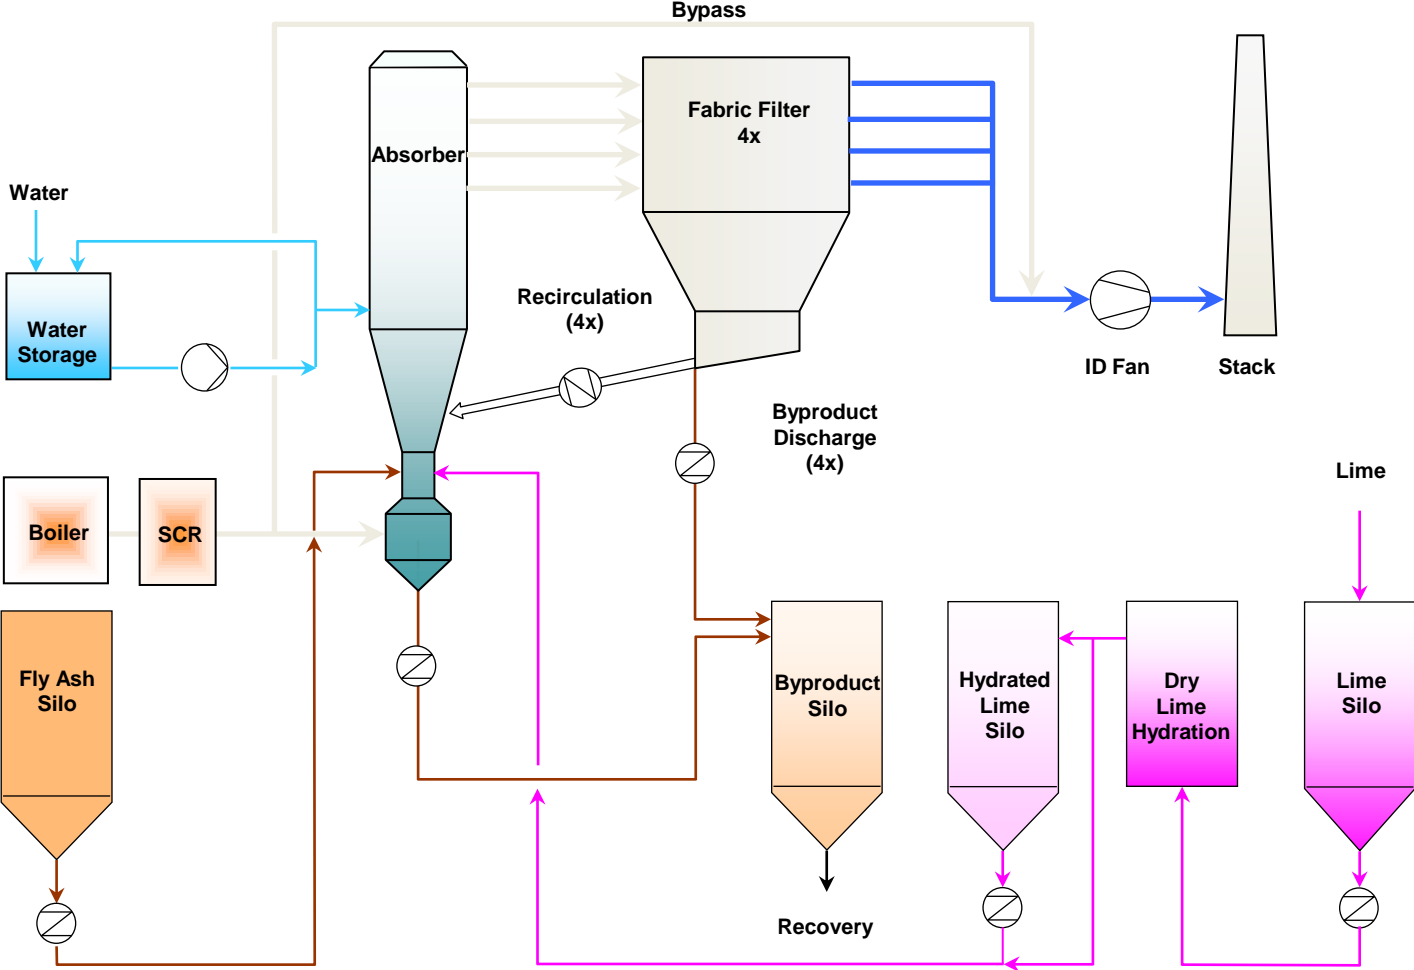 Bypass
Fabric Filter
4x
Absorber
Water
Recirculation
(4x)
Water
Storage
ID Fan
Stack
Byproduct
Discharge
(4x)
Lime
Boiler
SCR
Fly Ash
Silo
Byproduct
Silo
Hydrated
Lime
Silo
Dry
Lime
Hydration
Lime
Silo
Recovery